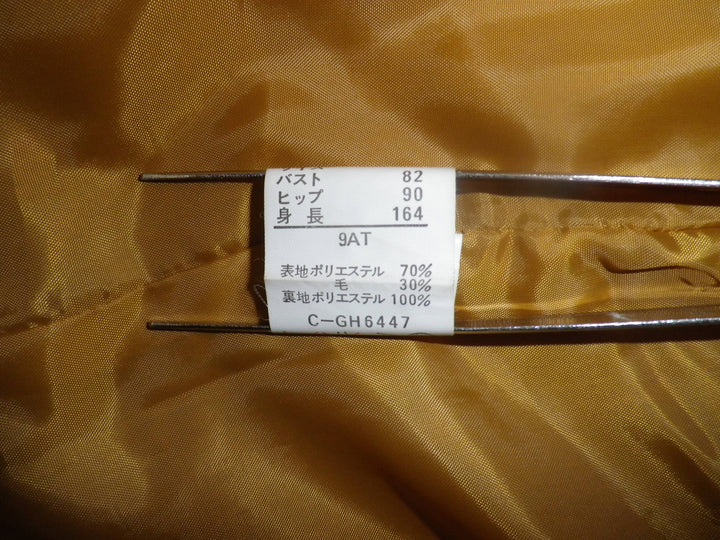 バスト 82
ヒップ 90
身長 164
9AT
表地ポリエステル 70%
毛 30%
裏地ポリエステル 100%
C-GH6447